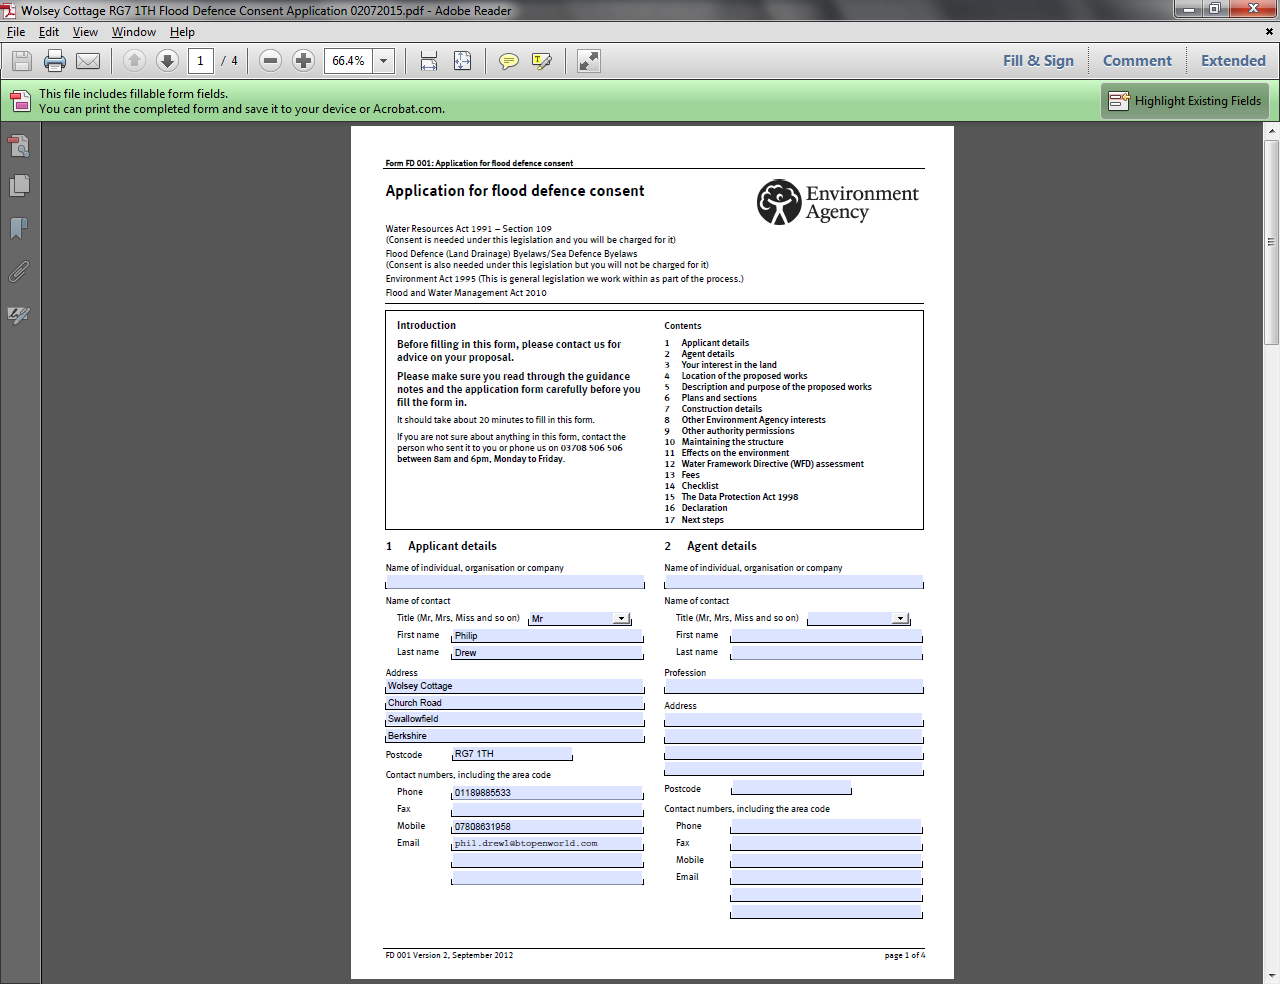 Wolsey Cottage RG7 1TH Flood Defence Consent Application 02072015.pdf - Adobe Reader
File Edit View Window Help
1 / 4 66.4% Fill & Sign Comment Extended
This file includes fillable form fields.
You can print the completed form and save it to your device or Acrobat.com.
Highlight Existing Fields
Form FD 001: Application for flood defence consent
Application for flood defence consent
Environment
Agency
Water Resources Act 1991 – Section 109
(Consent is needed under this legislation and you will be charged for it)
Flood Defence (Land Drainage) Byelaws/Sea Defence Byelaws
(Consent is also needed under this legislation but you will not be charged for it)
Environment Act 1995 (This is general legislation we work within as part of the process.)
Flood and Water Management Act 2010
Introduction
Before filling in this form, please contact us for
advice on your proposal.
Please make sure you read through the guidance
notes and the application form carefully before you
fill the form in.
It should take about 20 minutes to fill in this form.
If you are not sure about anything in this form, contact the
person who sent it to you or phone us on 03708 506 506
between 8am and 6pm, Monday to Friday.
Contents
1 Applicant details
2 Agent details
3 Your interest in the land
4 Location of the proposed works
5 Description and purpose of the proposed works
6 Plans and sections
7 Construction details
8 Other Environment Agency interests
9 Other authority permissions
10 Maintaining the structure
11 Effects on the environment
12 Water Framework Directive (WFD) assessment
13 Fees
14 Checklist
15 The Data Protection Act 1998
16 Declaration
17 Next steps
1 Applicant details
Name of individual, organisation or company
Name of contact
Title (Mr, Mrs, Miss and so on) Mr
First name Philip
Last name Drew
Address
Wolsey Cottage
Church Road
Swallowfield
Berkshire
Postcode RG7 1TH
Contact numbers, including the area code
Phone 01189885533
Fax
Mobile 07808631958
Email phil.drew1@btopenworld.com
2 Agent details
Name of individual, organisation or company
Name of contact
Title (Mr, Mrs, Miss and so on)
First name
Last name
Profession
Address
Postcode
Contact numbers, including the area code
Phone
Fax
Mobile
Email
FD 001 Version 2, September 2012
page 1 of 4